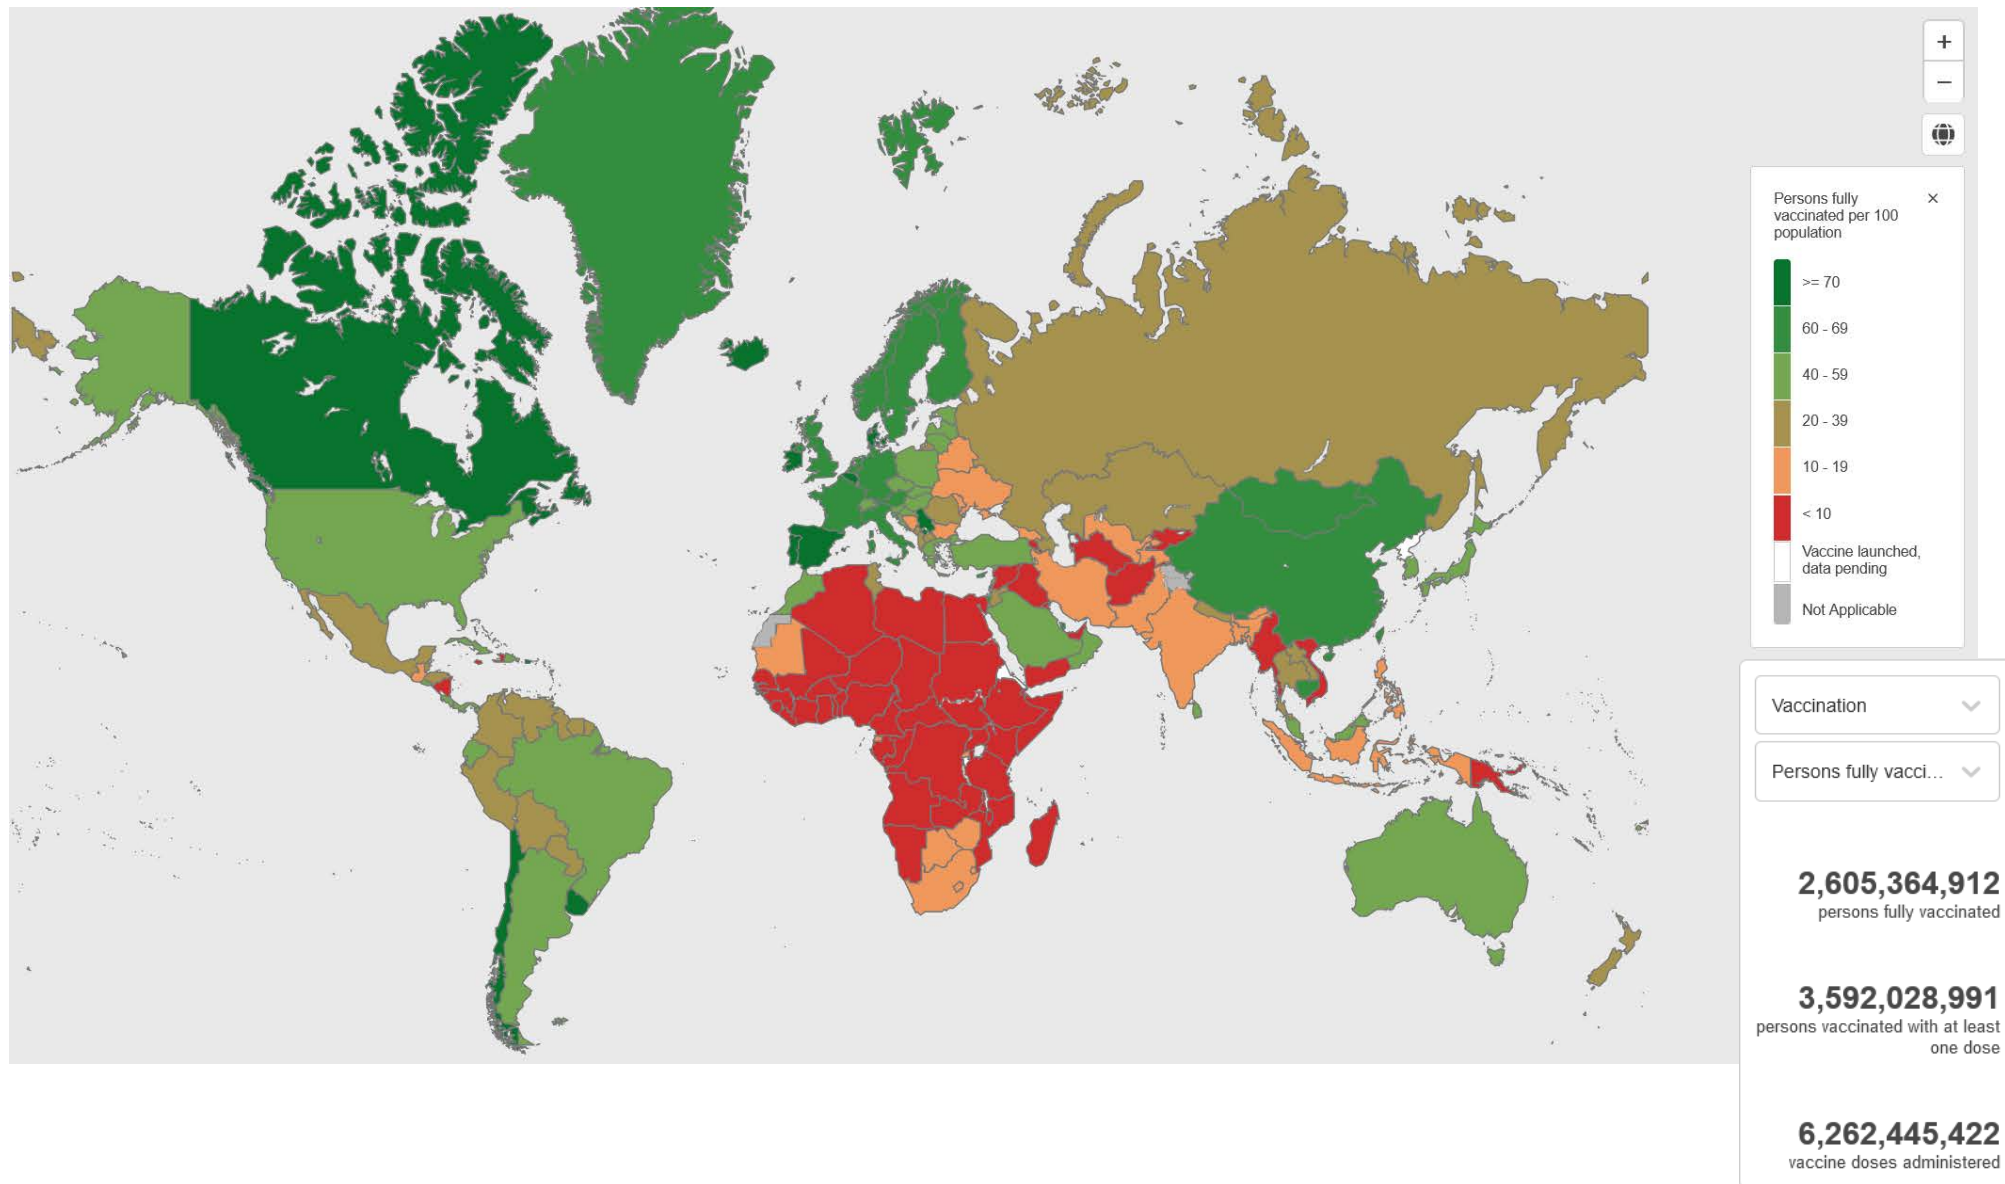 +
−
Persons fully
vaccinated per 100
population
×
>= 70
60 - 69
40 - 59
20 - 39
10 - 19
< 10
Vaccine launched,
data pending
Not Applicable
Vaccination
Persons fully vacci...
2,605,364,912
persons fully vaccinated
3,592,028,991
persons vaccinated with at least
one dose
6,262,445,422
vaccine doses administered